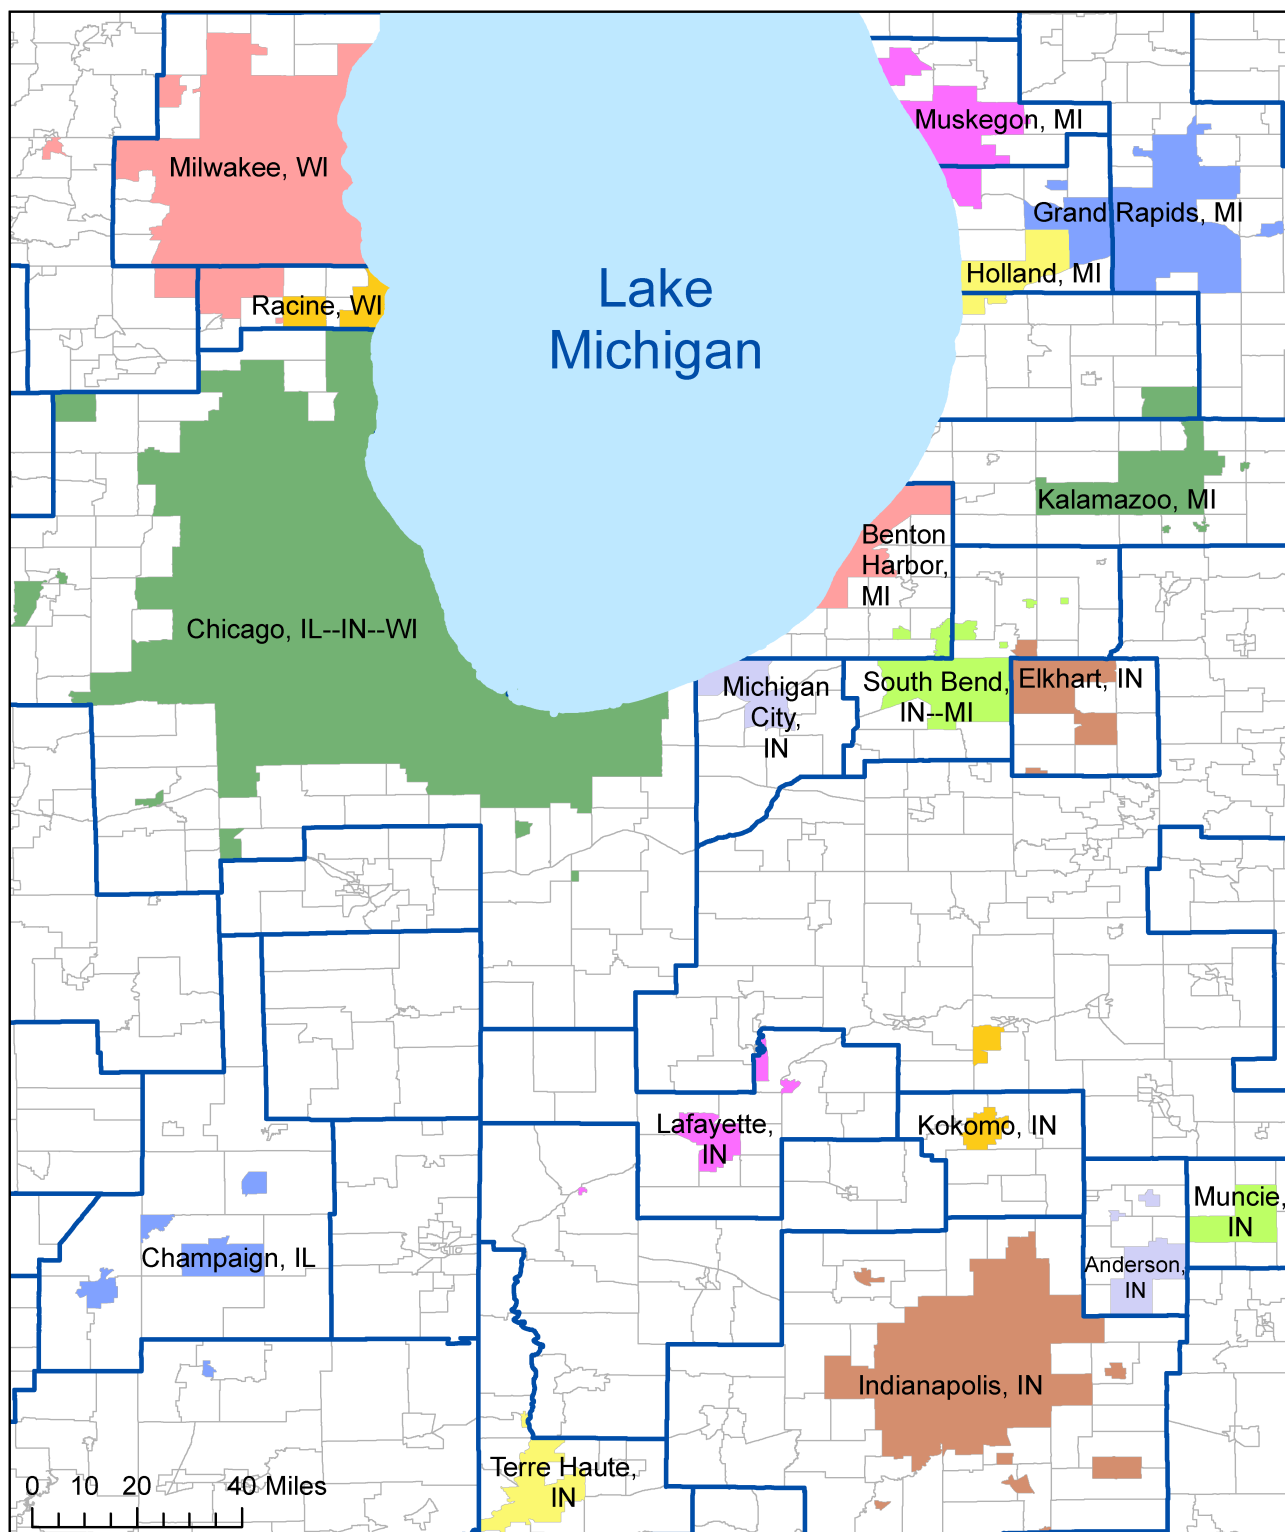 Muskegon, MI
Milwakee, WI
Grand Rapids, MI
Holland, MI
Racine, WI
Lake
Michigan
Kalamazoo, MI
Benton
Harbor,
MI
Chicago, IL--IN--WI
Michigan
City,
IN
South Bend,
IN--MI
Elkhart, IN
Lafayette,
IN
Kokomo, IN
Muncie,
IN
Champaign, IL
Anderson,
IN
Indianapolis, IN
Terre Haute,
IN
0 10 20 40 Miles